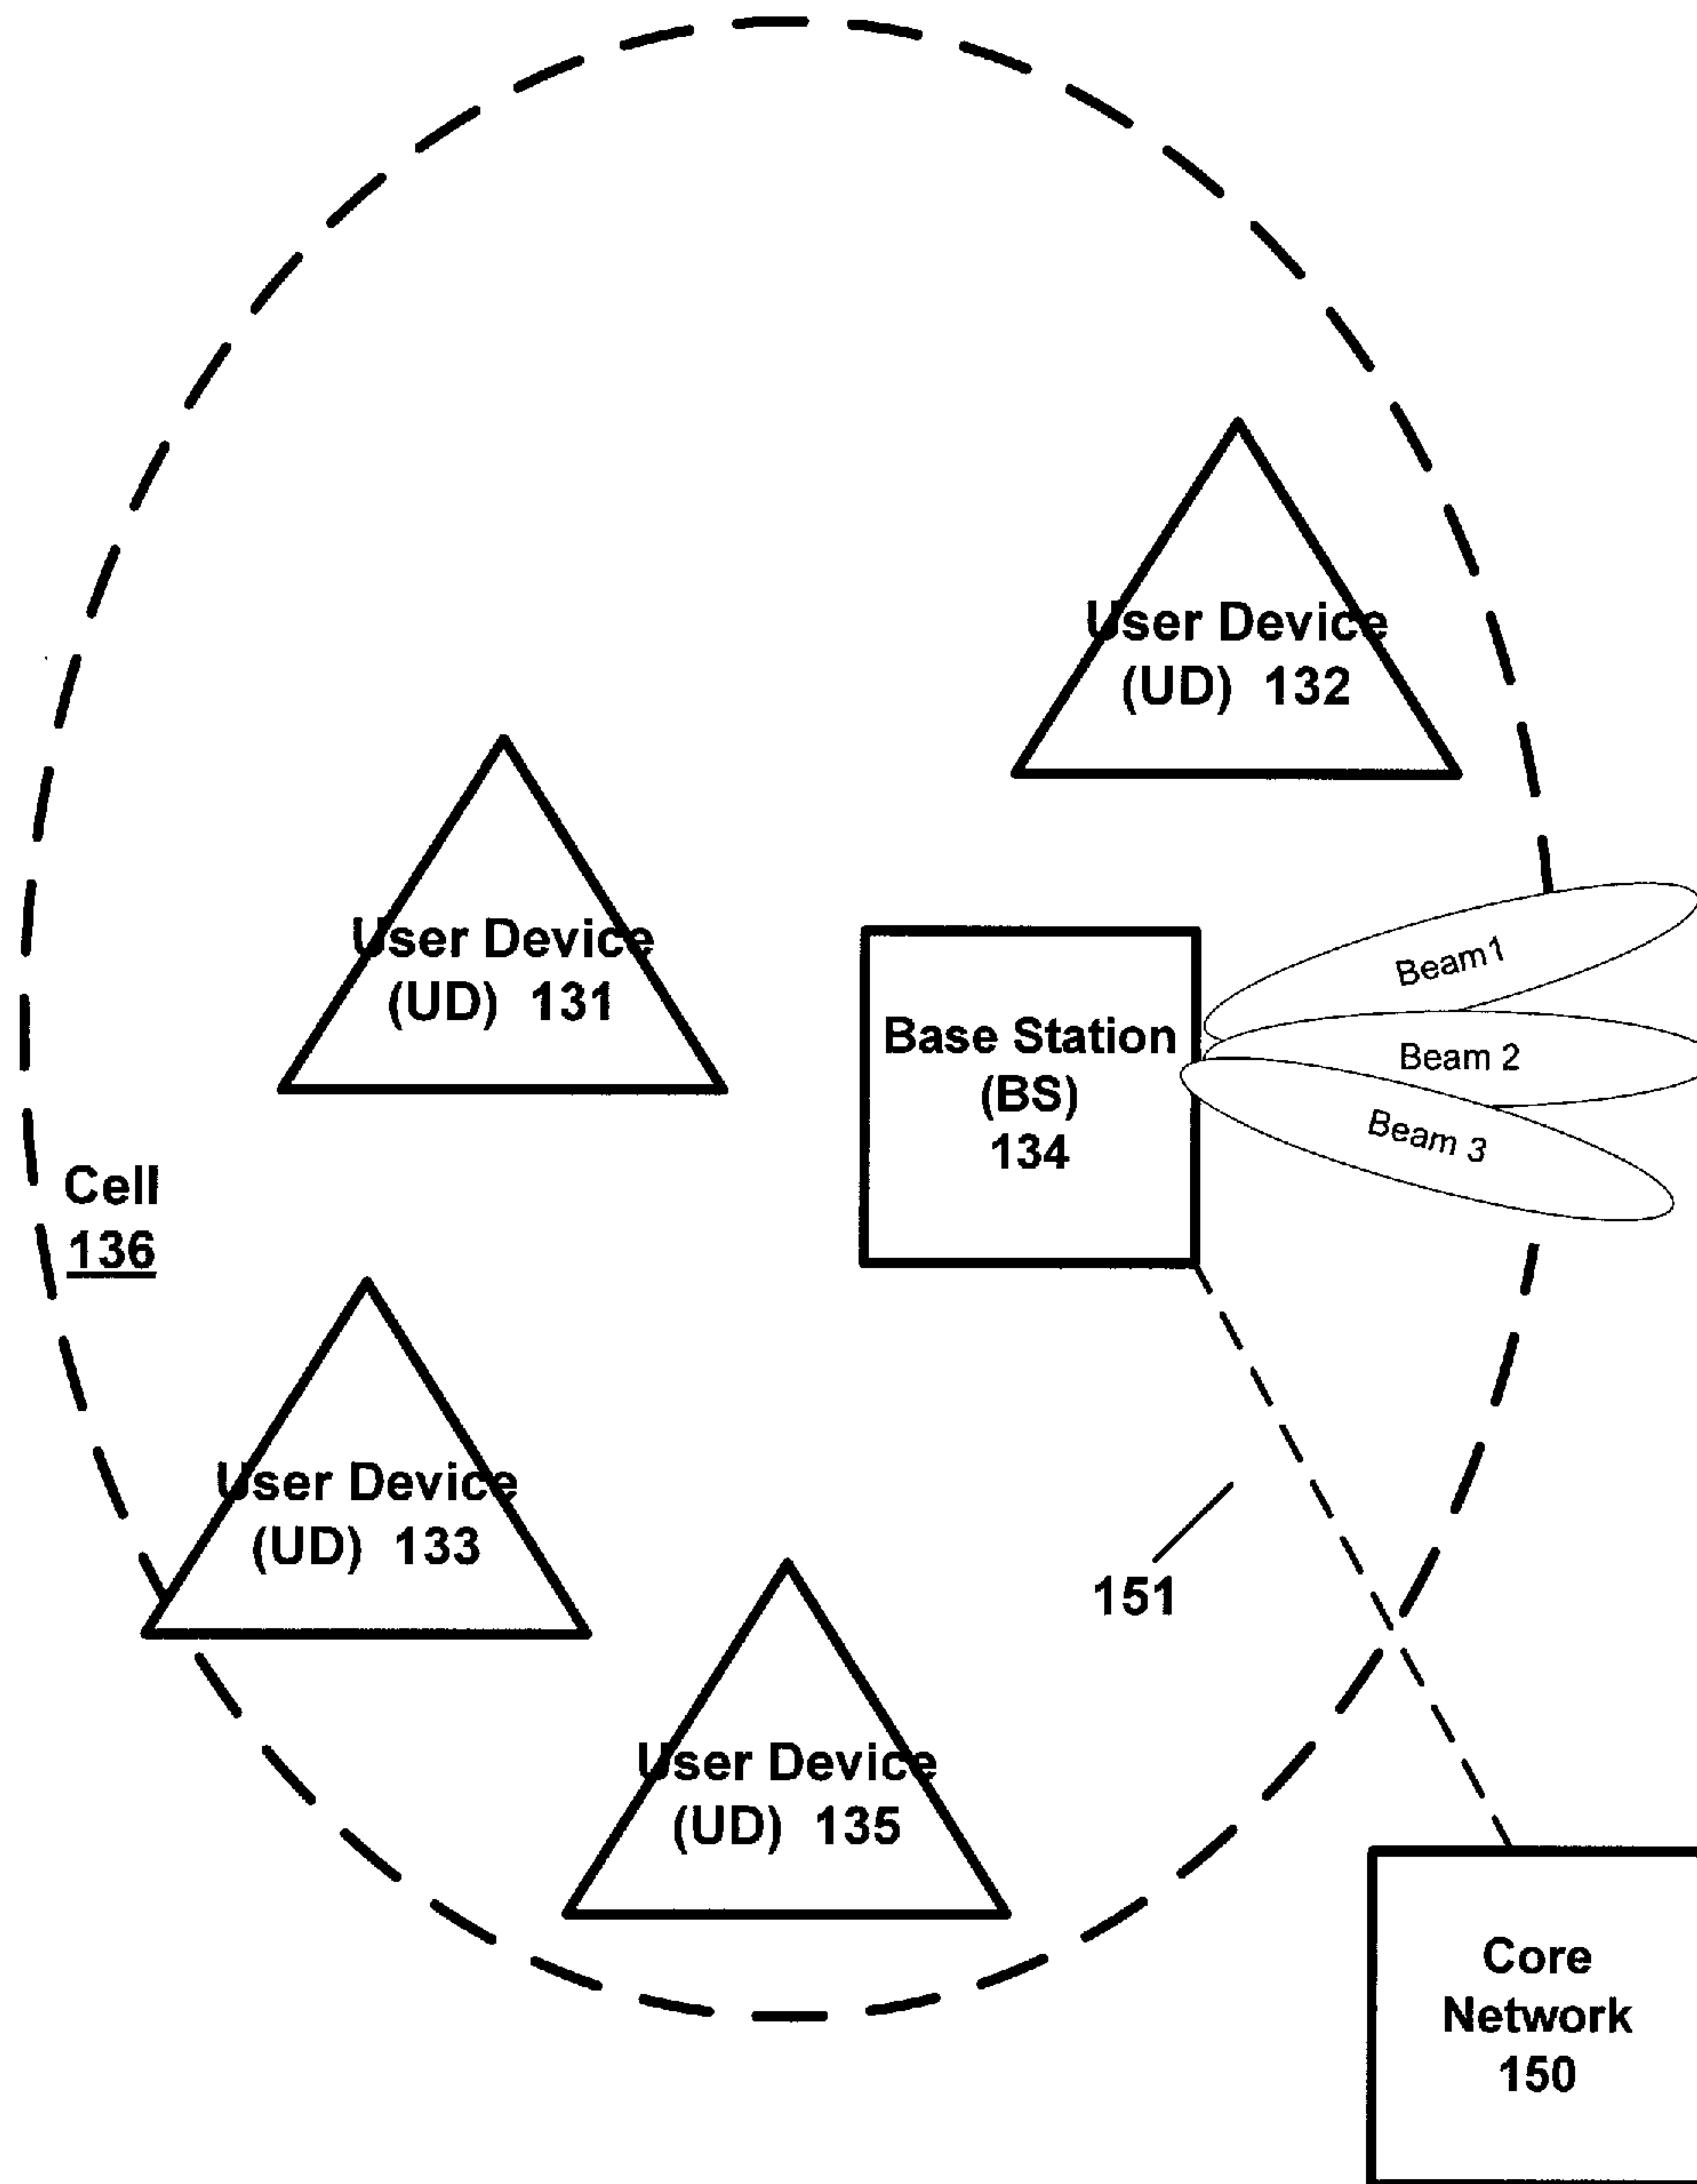 User Device
(UD) 132
User Device
(UD) 131
Base Station
(BS)
134
Beam1
Beam 2
Beam 3
Cell
136
User Device
(UD) 133
151
User Device
(UD) 135
Core
Network
150